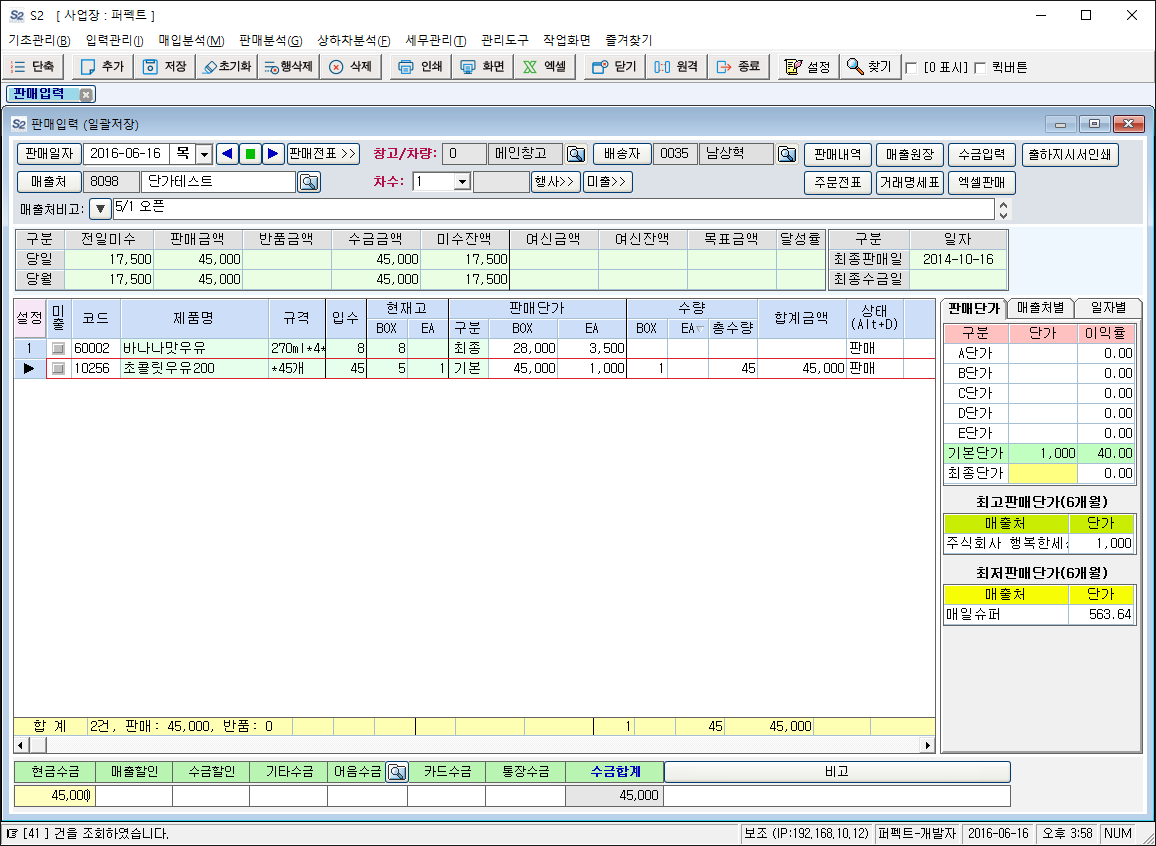 S2 S2 [ 사업장 : 퍼펙트 ]
기초관리(B) 입력관리(I) 매입분석(M) 판매분석(G) 상하차분석(F) 세무관리(T) 관리도구 작업화면 즐겨찾기
단축 추가 저장 초기화 행삭제 삭제 인쇄 화면 엑셀 닫기 원격 종료 설정 찾기 [0 표시] 퀵버튼
판매입력
S2 판매입력 (일괄저장)
판매일자 2016-06-16 목 판매전표 >> 창고/차량: 0 메인창고 배송자 0035 남상혁 판매내역 매출원장 수금입력 출하지시서인쇄
매출처 8098 단가테스트 차수: 1 행사>> 미출>> 주문전표 거래명세표 엑셀판매
매출처비고: ▼ 5/1 오픈
구분 전일미수 판매금액 반품금액 수금금액 미수잔액 여신금액 여신잔액 목표금액 달성률 구분 일자
당일 17,500 45,000 45,000 17,500 최종판매일 2014-10-16
당월 17,500 45,000 45,000 17,500 최종수금일
설정 미출 코드 제품명 규격 입수 현재고 판매단가 수량 합계금액 상태 (Alt+D)
BOX EA 구분 BOX EA BOX EA 총수량
1 60002 바나나맛우유 270ml*4* 8 8 최종 28,000 3,500 판매
10256 초콜릿우유200 *45개 45 5 1 기본 45,000 1,000 1 45 45,000 판매
합 계 2건, 판매: 45,000, 반품: 0 1 45 45,000
판매단가 매출처별 일자별
구분 단가 이익률
A단가 0.00
B단가 0.00
C단가 0.00
D단가 0.00
E단가 0.00
기본단가 1,000 40.00
최종단가 0.00
최고판매단가(6개월)
매출처 단가
주식회사 행복한세 1,000
최저판매단가(6개월)
매출처 단가
매일슈퍼 563.64
현금수금 매출할인 수금할인 기타수금 어음수금 카드수금 통장수금 수금합계 비고
45,000 45,000
[41 ] 건을 조회하였습니다. 보조 (IP:192.168.10.12) 퍼펙트-개발자 2016-06-16 오후 3:58 NUM